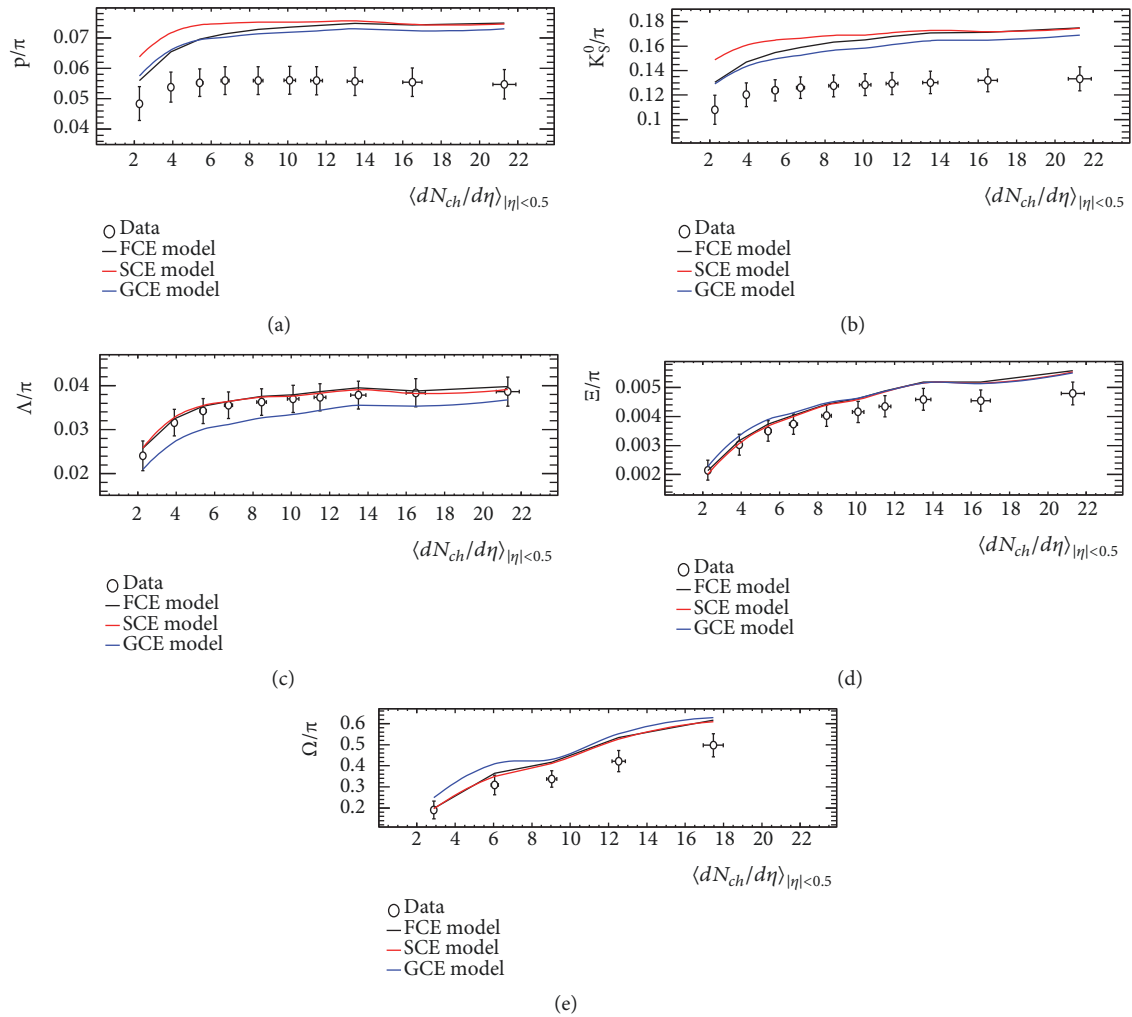 p/π
0.07
0.06
0.05
0.04
2 4 6 8 10 12 14 16 18 20 22
⟨dN_ch/dη⟩_|η|<0.5
Data
FCE model
SCE model
GCE model
(a)
K_S^0/π
0.18
0.16
0.14
0.12
0.1
2 4 6 8 10 12 14 16 18 20 22
⟨dN_ch/dη⟩_|η|<0.5
Data
FCE model
SCE model
GCE model
(b)
Λ/π
0.04
0.03
0.02
2 4 6 8 10 12 14 16 18 20 22
⟨dN_ch/dη⟩_|η|<0.5
Data
FCE model
SCE model
GCE model
(c)
Ξ/π
0.005
0.004
0.003
0.002
2 4 6 8 10 12 14 16 18 20 22
⟨dN_ch/dη⟩_|η|<0.5
Data
FCE model
SCE model
GCE model
(d)
Ω/π
0.6
0.5
0.4
0.3
0.2
2 4 6 8 10 12 14 16 18 20 22
⟨dN_ch/dη⟩_|η|<0.5
Data
FCE model
SCE model
GCE model
(e)